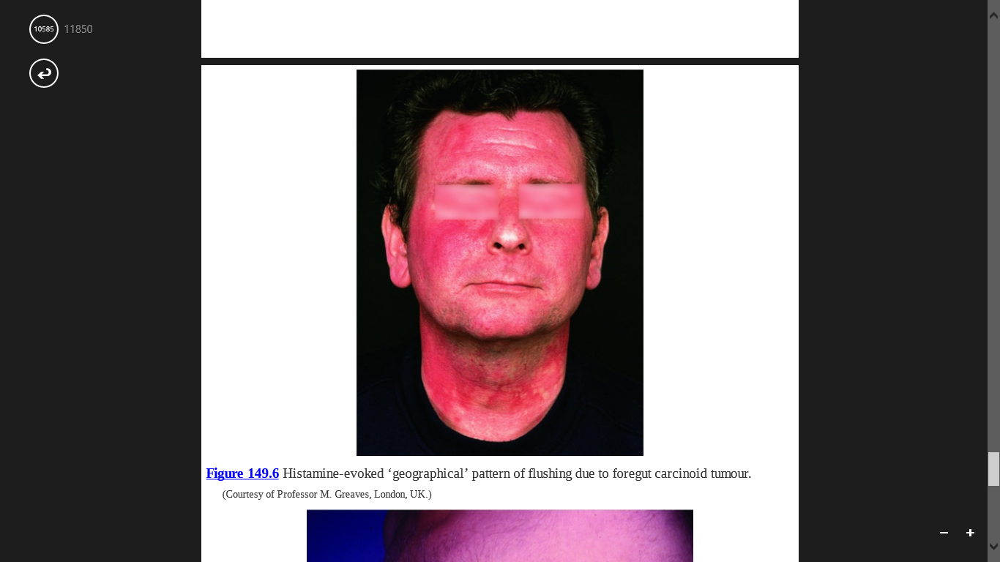 10585 11850
Figure 149.6 Histamine-evoked ‘geographical’ pattern of flushing due to foregut carcinoid tumour.
(Courtesy of Professor M. Greaves, London, UK.)